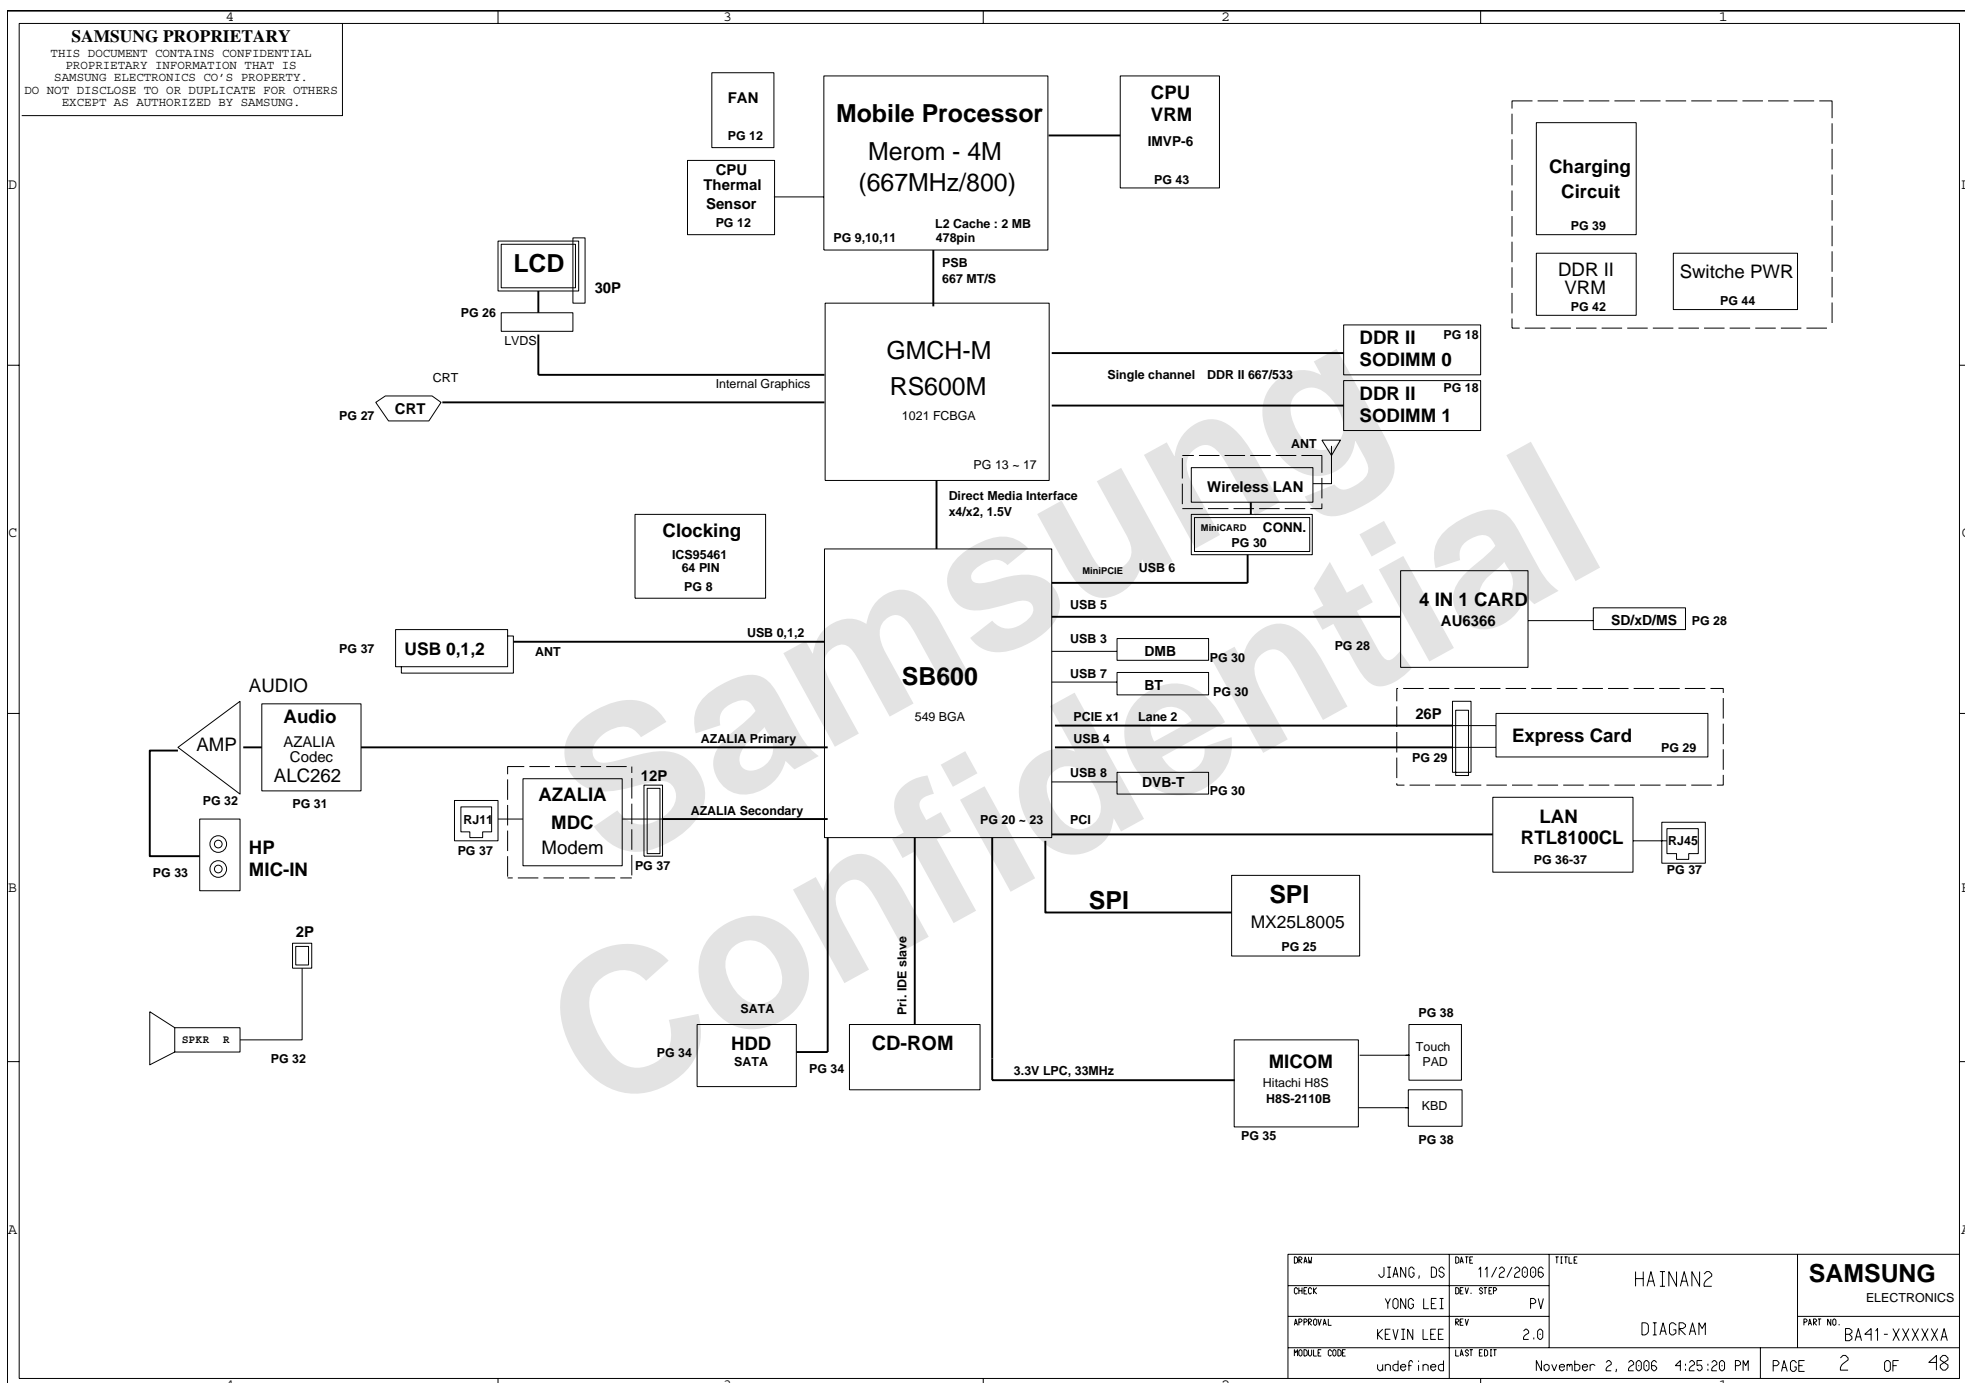 4 3 2 1
SAMSUNG PROPRIETARY
THIS DOCUMENT CONTAINS CONFIDENTIAL
PROPRIETARY INFORMATION THAT IS
SAMSUNG ELECTRONICS CO'S PROPERTY.
DO NOT DISCLOSE TO OR DUPLICATE FOR OTHERS
EXCEPT AS AUTHORIZED BY SAMSUNG.
FAN
PG 12
CPU
Thermal
Sensor
PG 12
Mobile Processor
Merom - 4M
(667MHz/800)
L2 Cache : 2 MB
PG 9,10,11
478pin
CPU
VRM
IMVP-6
PG 43
Charging
Circuit
PG 39
DDR II
VRM
PG 42
Switche PWR
PG 44
D
PSB
667 MT/S
LCD
30P
PG 26
LVDS
CRT
PG 27
CRT
Internal Graphics
GMCH-M
RS600M
1021 FCBGA
PG 13 ~ 17
Single channel DDR II 667/533
DDR II PG 18
SODIMM 0
DDR II PG 18
SODIMM 1
ANT
Wireless LAN
MiniCARD CONN.
PG 30
Direct Media Interface
x4/x2, 1.5V
C
Clocking
ICS95461
64 PIN
PG 8
MiniPCIE USB 6
USB 5
4 IN 1 CARD
AU6366
PG 28
SD/xD/MS PG 28
USB 3
DMB
PG 30
USB 7
BT
PG 30
PG 37
USB 0,1,2
ANT
USB 0,1,2
SB600
549 BGA
PG 20 ~ 23
PCIE x1 Lane 2
USB 4
26P
PG 29
Express Card
PG 29
USB 8
DVB-T
PG 30
AUDIO
AMP
PG 32
Audio
AZALIA
Codec
ALC262
PG 31
AZALIA Primary
RJ11
PG 37
AZALIA
MDC
Modem
12P
PG 37
AZALIA Secondary
PCI
LAN
RTL8100CL
PG 36-37
RJ45
PG 37
HP
MIC-IN
PG 33
B
SPI
SPI
MX25L8005
PG 25
2P
SPKR R
PG 32
SATA
HDD
SATA
PG 34
Pri. IDE slave
CD-ROM
PG 34
3.3V LPC, 33MHz
MICOM
Hitachi H8S
H8S-2110B
PG 35
PG 38
Touch
PAD
KBD
PG 38
A
Samsung
Confidential
DRAW
JIANG, DS
DATE
11/2/2006
TITLE
HAINAN2
DIAGRAM
SAMSUNG
ELECTRONICS
CHECK
YONG LEI
DEV. STEP
PV
APPROVAL
KEVIN LEE
REV
2.0
PART NO.
BA41-XXXXXA
MODULE CODE
undefined
LAST EDIT
November 2, 2006 4:25:20 PM
PAGE 2 OF 48